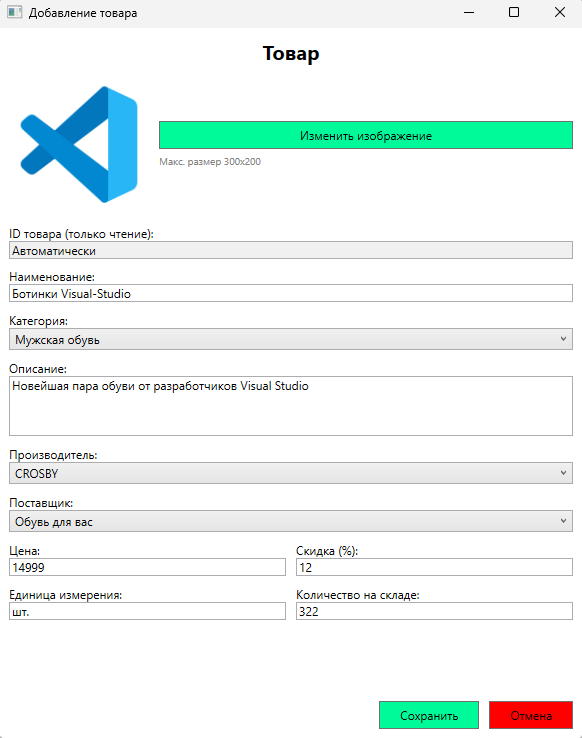 Добавление товара
Товар
Изменить изображение
Макс. размер 300x200
ID товара (только чтение):
Автоматически
Наименование:
Ботинки Visual-Studio
Категория:
Мужская обувь
Описание:
Новейшая пара обуви от разработчиков Visual Studio
Производитель:
CROSBY
Поставщик:
Обувь для вас
Цена: Скидка (%):
14999 12
Единица измерения: Количество на складе:
шт. 322
Сохранить Отмена